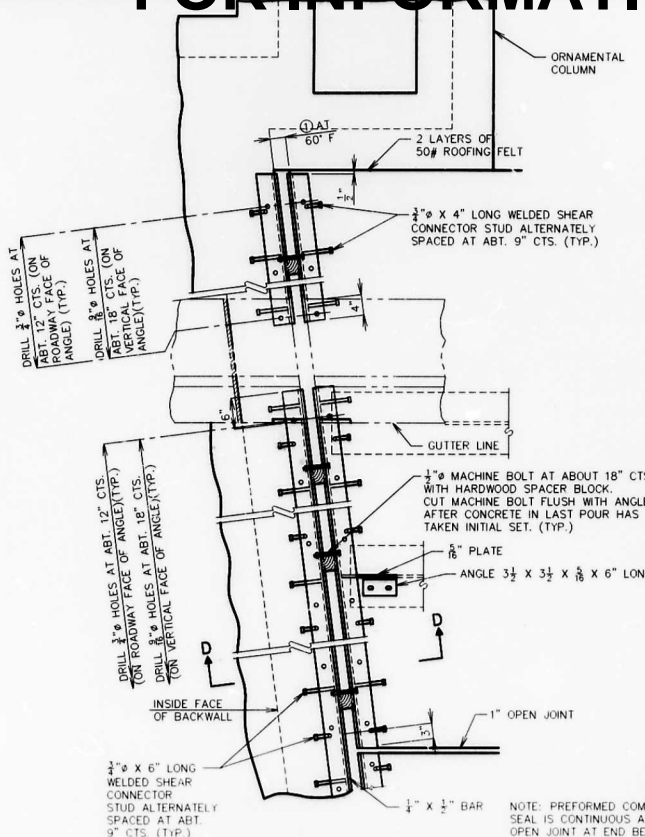 FOR INFORMATI
ORNAMENTAL
COLUMN
① AT
60° F
2 LAYERS OF
50# ROOFING FELT
1/2"
3/4"ø X 4" LONG WELDED SHEAR
CONNECTOR STUD ALTERNATELY
SPACED AT ABT. 9" CTS. (TYP.)
DRILL 3/4"ø HOLES AT
ABT. 12" CTS. (ON
ROADWAY FACE OF
ANGLE) (TYP.)
DRILL 9/16"ø HOLES AT
ABT. 18" CTS. (ON
VERTICAL FACE OF
ANGLE)(TYP.)
4"
6"
GUTTER LINE
1/2"ø MACHINE BOLT AT ABOUT 18" CTS
WITH HARDWOOD SPACER BLOCK.
CUT MACHINE BOLT FLUSH WITH ANGLE
AFTER CONCRETE IN LAST POUR HAS
TAKEN INITIAL SET. (TYP.)
5/16" PLATE
ANGLE 3 1/2 X 3 1/2 X 5/16 X 6" LON
DRILL 3/4"ø HOLES AT ABT. 12" CTS.
(ON ROADWAY FACE OF ANGLE)(TYP.)
DRILL 9/16"ø HOLES AT ABT. 18" CTS.
(ON VERTICAL FACE OF ANGLE)(TYP.)
D
D
INSIDE FACE
OF BACKWALL
3"
1" OPEN JOINT
3/4"ø X 6" LONG
WELDED SHEAR
CONNECTOR
STUD ALTERNATELY
SPACED AT ABT.
9" CTS. (TYP.)
1/4" X 1/2" BAR
NOTE: PREFORMED COM
SEAL IS CONTINUOUS A
OPEN JOINT AT END BE